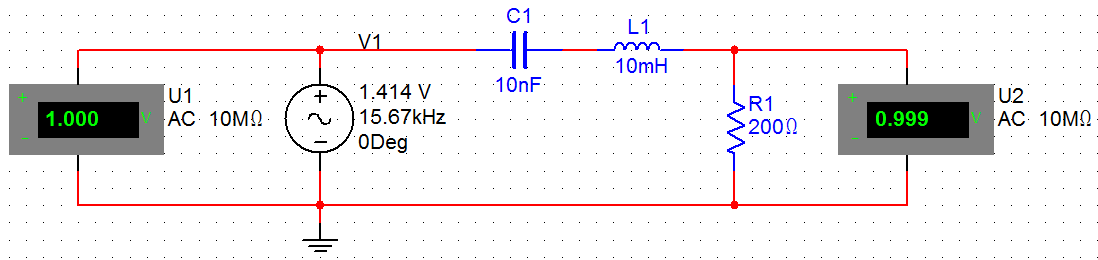 C1
L1
V1
10nF
10mH
+
1.000 V
−
U1
AC 10MΩ
+
−
1.414 V
15.67kHz
0Deg
R1
200Ω
+
0.999 V
−
U2
AC 10MΩ